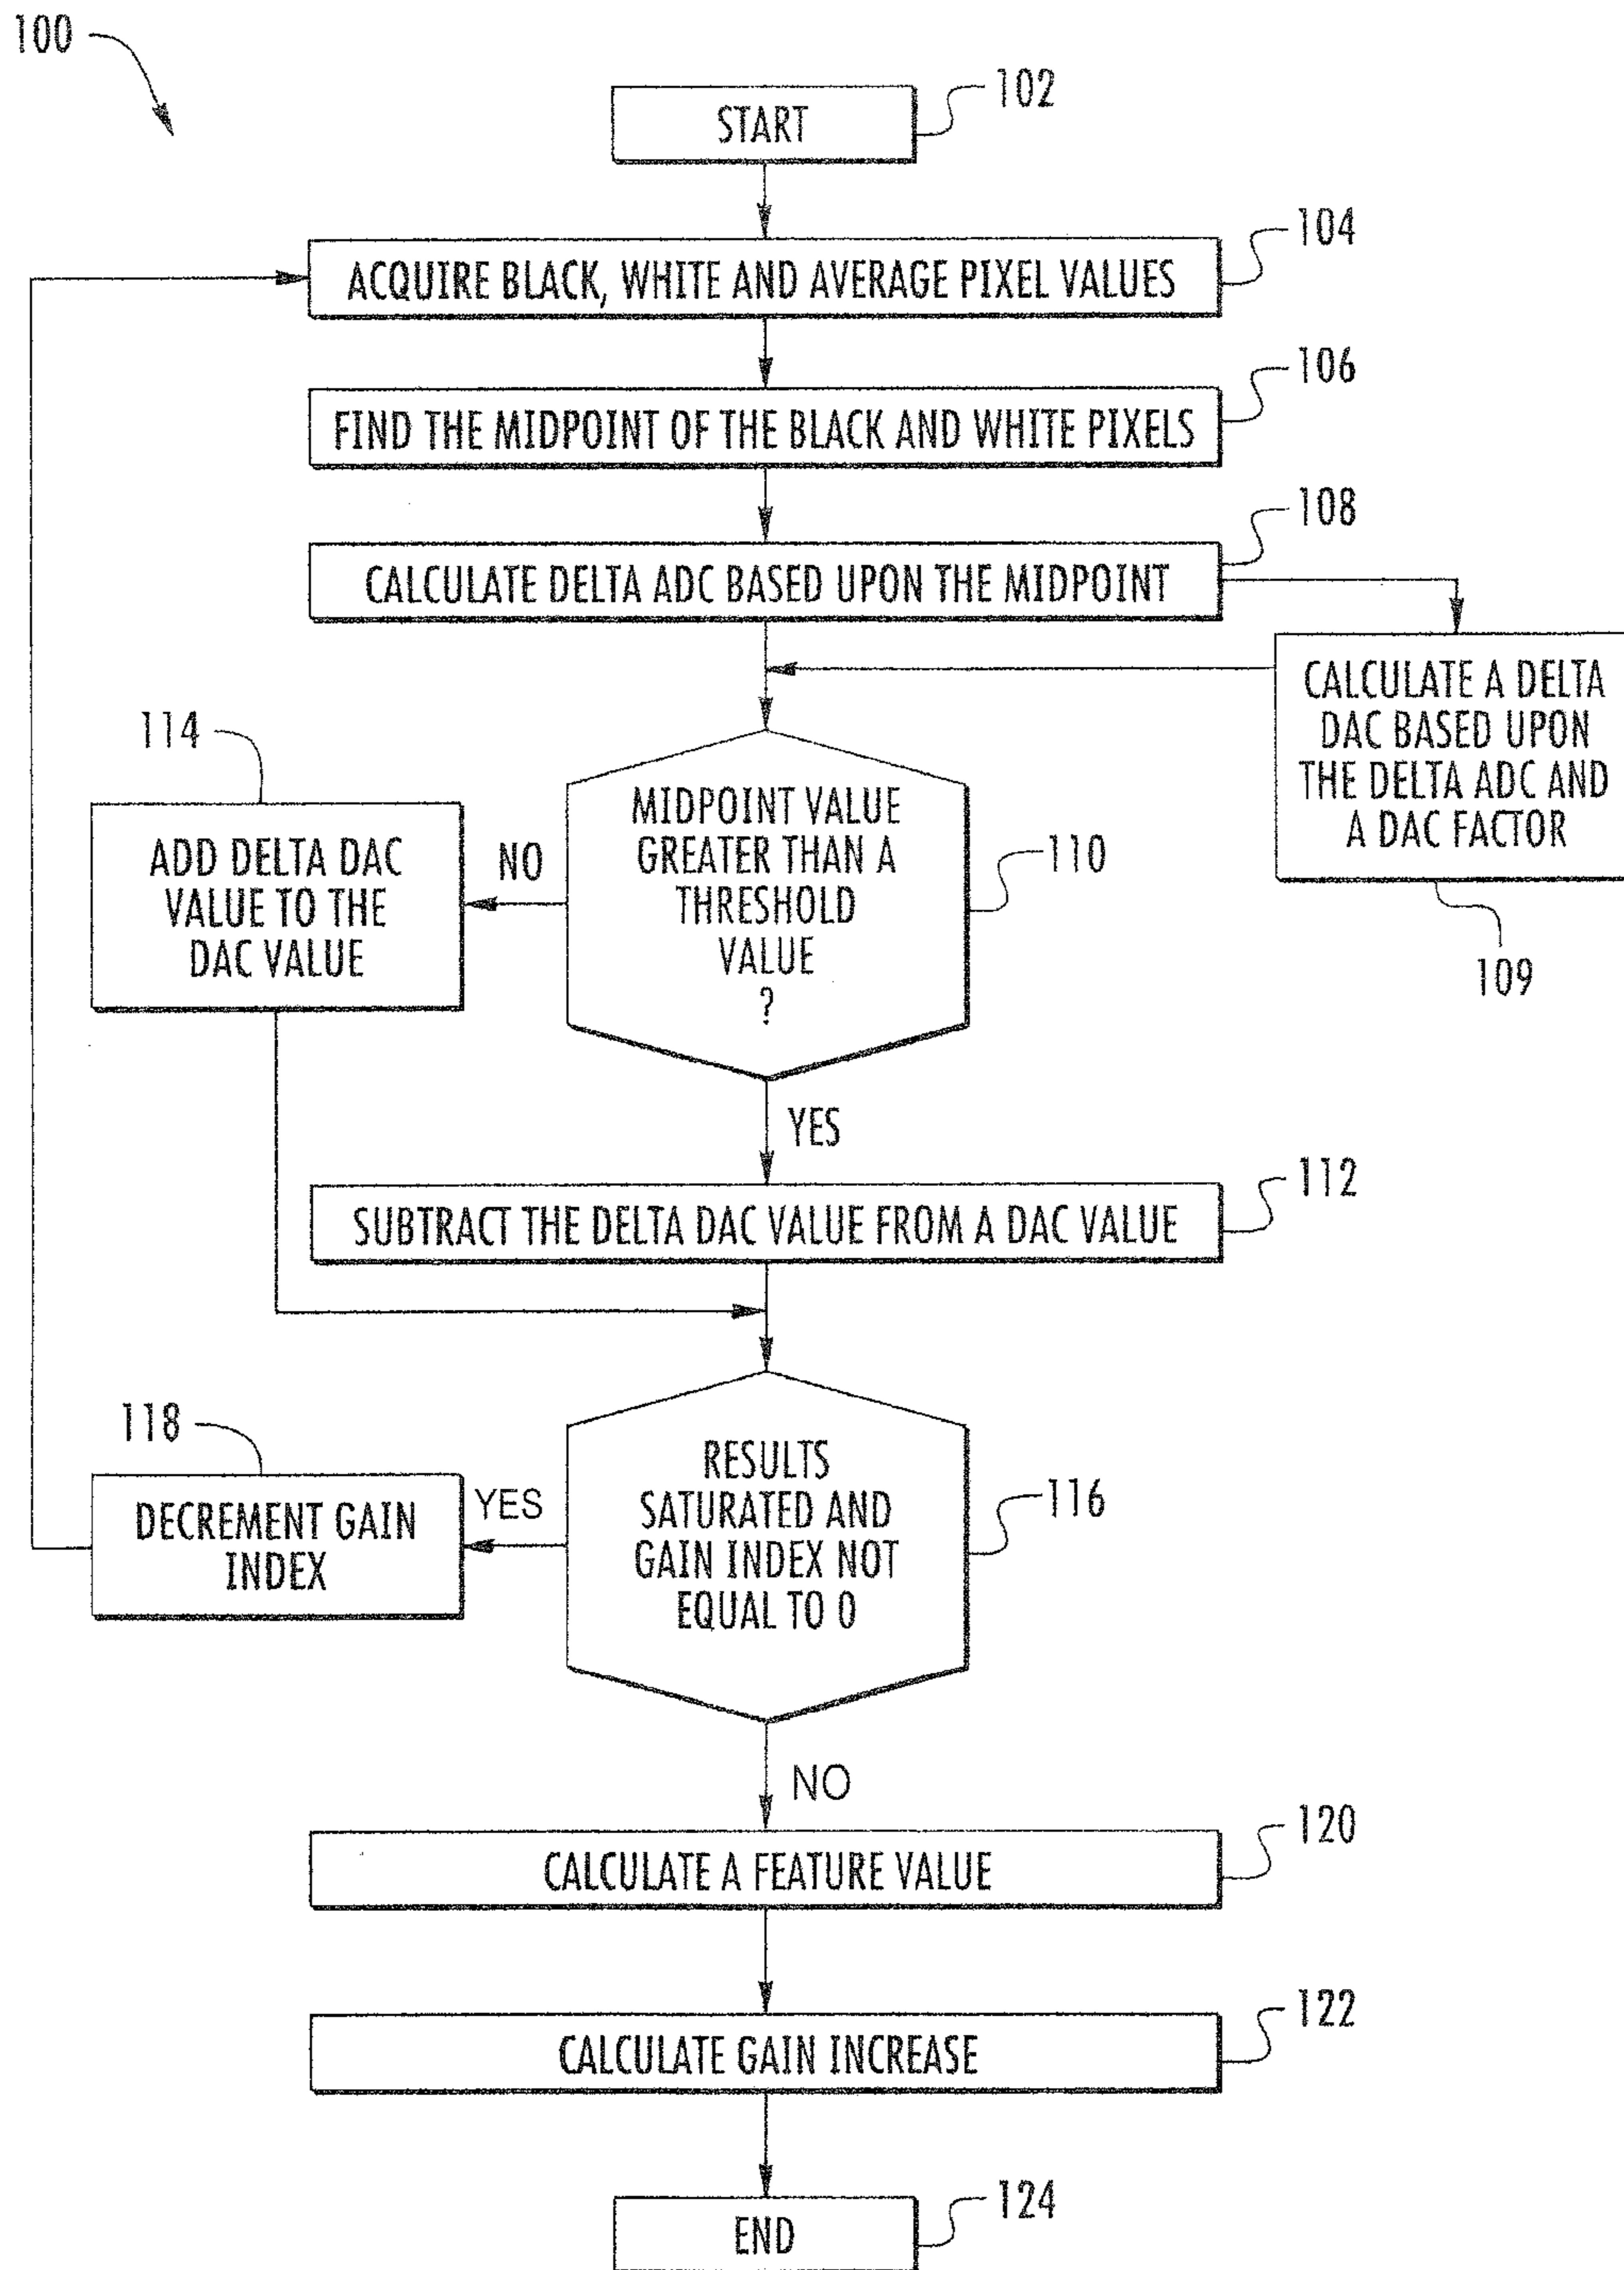 100
START
102
ACQUIRE BLACK, WHITE AND AVERAGE PIXEL VALUES
104
FIND THE MIDPOINT OF THE BLACK AND WHITE PIXELS
106
CALCULATE DELTA ADC BASED UPON THE MIDPOINT
108
CALCULATE A DELTA
DAC BASED UPON
THE DELTA ADC AND
A DAC FACTOR
109
MIDPOINT VALUE
GREATER THAN A
THRESHOLD
VALUE
?
110
NO
114
ADD DELTA DAC
VALUE TO THE
DAC VALUE
YES
SUBTRACT THE DELTA DAC VALUE FROM A DAC VALUE
112
RESULTS
SATURATED AND
GAIN INDEX NOT
EQUAL TO 0
116
YES
118
DECREMENT GAIN
INDEX
NO
CALCULATE A FEATURE VALUE
120
CALCULATE GAIN INCREASE
122
END
124